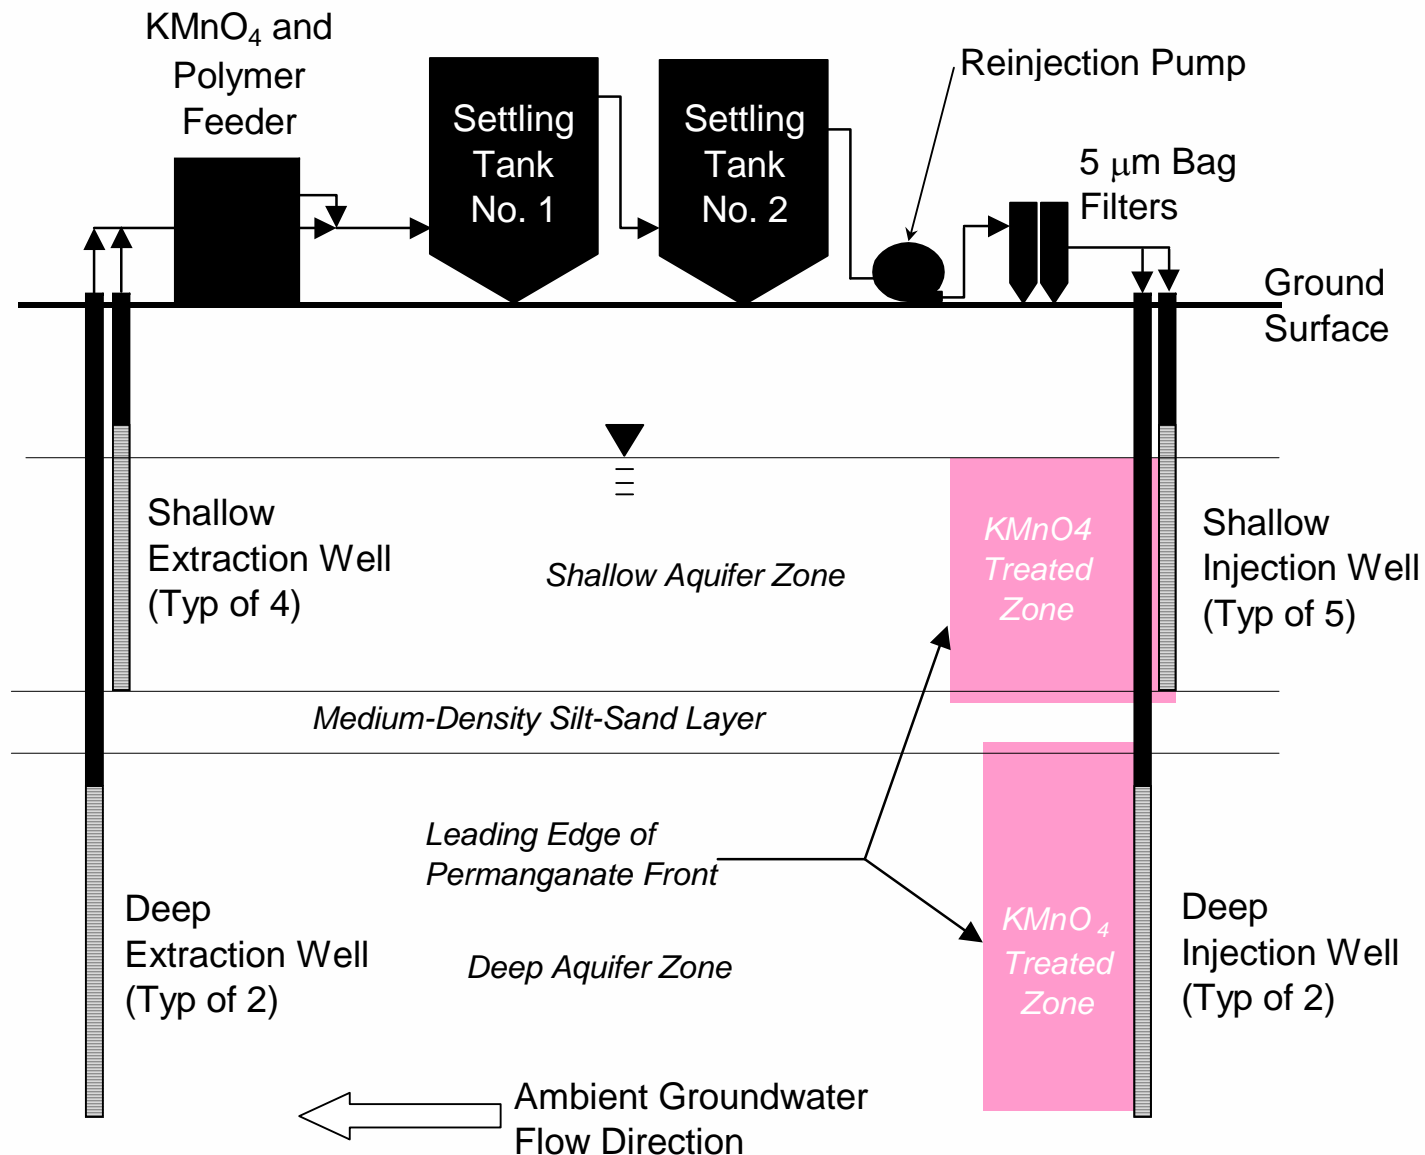 KMnO₄ and
Polymer
Feeder
Settling
Tank
No. 1
Settling
Tank
No. 2
Reinjection Pump
5 μm Bag
Filters
Ground
Surface
Shallow
Extraction Well
(Typ of 4)
Shallow Aquifer Zone
KMnO4
Treated
Zone
Shallow
Injection Well
(Typ of 5)
Medium-Density Silt-Sand Layer
Leading Edge of
Permanganate Front
Deep
Extraction Well
(Typ of 2)
Deep Aquifer Zone
KMnO ₄
Treated
Zone
Deep
Injection Well
(Typ of 2)
Ambient Groundwater
Flow Direction